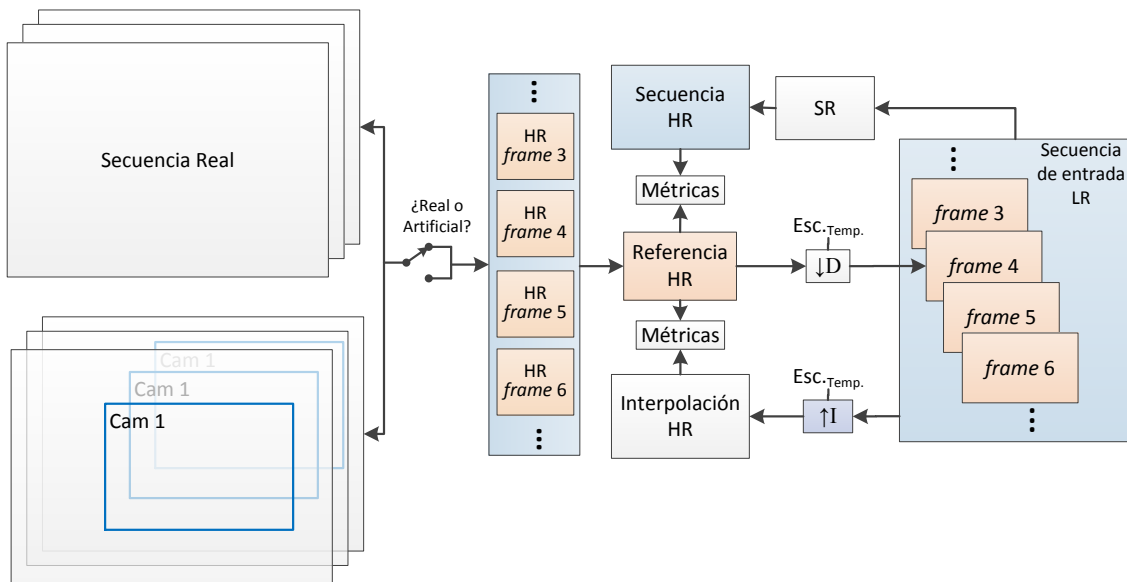 Secuencia Real
Cam 1
Cam 1
Cam 1
¿Real o
Artificial?
HR
frame 3
HR
frame 4
HR
frame 5
HR
frame 6
Secuencia
HR
SR
Métricas
Referencia
HR
Métricas
Interpolación
HR
Esc.Temp.
↓D
Esc.Temp.
↑I
Secuencia
de entrada
LR
frame 3
frame 4
frame 5
frame 6